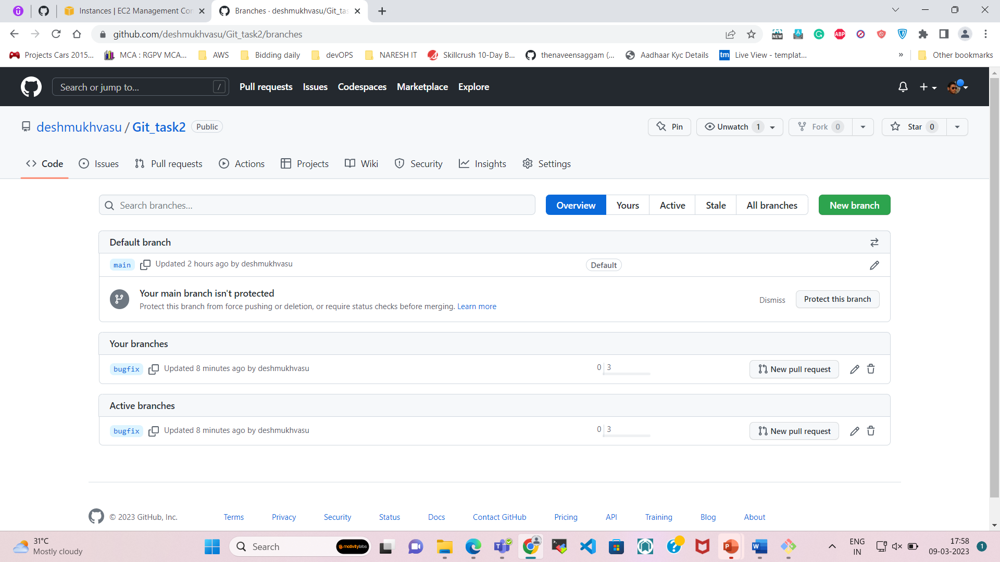 Instances | EC2 Management Con
Branches · deshmukhvasu/Git_tas
github.com/deshmukhvasu/Git_task2/branches
Projects Cars 2015...
MCA : RGPV MCA...
AWS
Bidding daily
devOPS
NARESH IT
Skillcrush 10-Day B...
thenaveensaggam (...
Aadhaar Kyc Details
tm
Live View - templat...
»
Other bookmarks
NEW
ABP
Search or jump to...
/
Pull requests
Issues
Codespaces
Marketplace
Explore
deshmukhvasu / Git_task2
Public
Pin
Unwatch 1
Fork 0
Star 0
Code
Issues
Pull requests
Actions
Projects
Wiki
Security
Insights
Settings
Search branches...
Overview
Yours
Active
Stale
All branches
New branch
Default branch
main
Updated 2 hours ago by deshmukhvasu
Default
Your main branch isn't protected
Protect this branch from force pushing or deletion, or require status checks before merging. Learn more
Dismiss
Protect this branch
Your branches
bugfix
Updated 8 minutes ago by deshmukhvasu
0 | 3
New pull request
Active branches
bugfix
Updated 8 minutes ago by deshmukhvasu
0 | 3
New pull request
© 2023 GitHub, Inc.
Terms
Privacy
Security
Status
Docs
Contact GitHub
Pricing
API
Training
Blog
About
31°C
Mostly cloudy
Search
motivitylabs
ENG
IN
17:58
09-03-2023
1